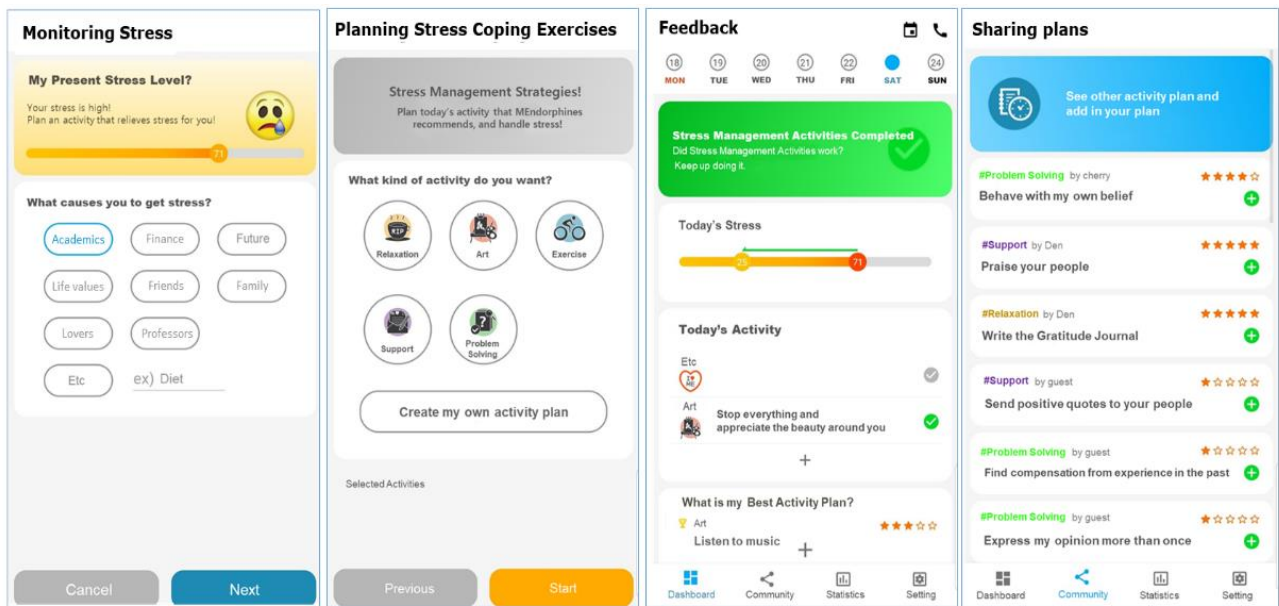 Monitoring Stress
My Present Stress Level?
Your stress is high!
Plan an activity that relieves stress for you!
71
What causes you to get stress?
Academics
Finance
Future
Life values
Friends
Family
Lovers
Professors
Etc
ex) Diet
Cancel
Next
Planning Stress Coping Exercises
Stress Management Strategies!
Plan today's activity that MEndorphines
recommends, and handle stress!
What kind of activity do you want?
RIP
Relaxation
Art
Exercise
Support
Problem
Solving
Create my own activity plan
Selected Activities
Previous
Start
Feedback
18
19
20
21
22
24
MON
TUE
WED
THU
FRI
SAT
SUN
Stress Management Activities Completed
Did Stress Management Activities work?
Keep up doing it.
Today's Stress
25
71
Today's Activity
Etc
I ♥
ME
Art
Stop everything and
appreciate the beauty around you
+
What is my Best Activity Plan?
Art
Listen to music
+
Dashboard
Community
Statistics
Setting
Sharing plans
See other activity plan and
add in your plan
#Problem Solving by cherry
Behave with my own belief
#Support by Den
Praise your people
#Relaxation by Den
Write the Gratitude Journal
#Support by guest
Send positive quotes to your people
#Problem Solving by guest
Find compensation from experience in the past
#Problem Solving by guest
Express my opinion more than once
Dashboard
Community
Statistics
Setting